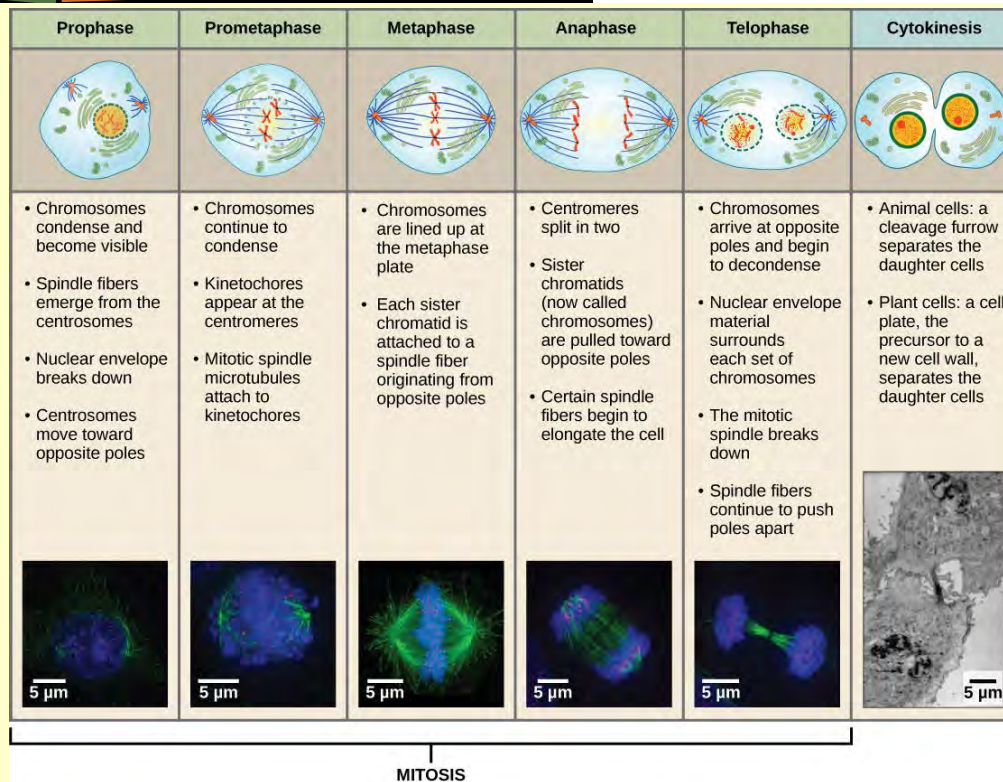 Prophase
Prometaphase
Metaphase
Anaphase
Telophase
Cytokinesis
• Chromosomes
condense and
become visible
• Spindle fibers
emerge from the
centrosomes
• Nuclear envelope
breaks down
• Centrosomes
move toward
opposite poles
5 µm
• Chromosomes
continue to
condense
• Kinetochores
appear at the
centromeres
• Mitotic spindle
microtubules
attach to
kinetochores
5 µm
• Chromosomes
are lined up at
the metaphase
plate
• Each sister
chromatid is
attached to a
spindle fiber
originating from
opposite poles
5 µm
• Centromeres
split in two
• Sister
chromatids
(now called
chromosomes)
are pulled toward
opposite poles
• Certain spindle
fibers begin to
elongate the cell
5 µm
• Chromosomes
arrive at opposite
poles and begin
to decondense
• Nuclear envelope
material
surrounds
each set of
chromosomes
• The mitotic
spindle breaks
down
• Spindle fibers
continue to push
poles apart
5 µm
• Animal cells: a
cleavage furrow
separates the
daughter cells
• Plant cells: a cell
plate, the
precursor to a
new cell wall,
separates the
daughter cells
5 µm
MITOSIS